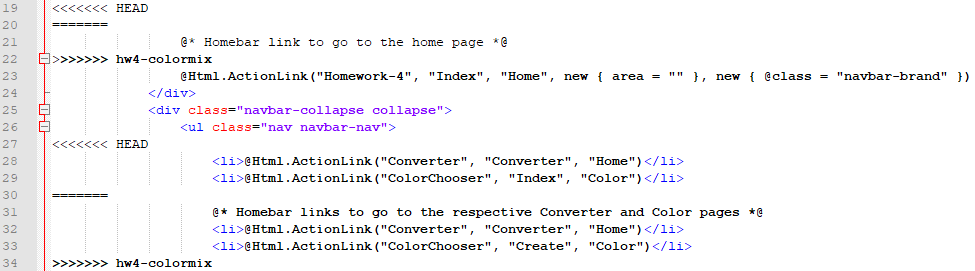 19 <<<<<<< HEAD
20 =======
21 @* Homebar link to go to the home page *@
22 >>>>>>> hw4-colormix
23 @Html.ActionLink("Homework-4", "Index", "Home", new { area = "" }, new { @class = "navbar-brand" })
24 </div>
25 <div class="navbar-collapse collapse">
26 <ul class="nav navbar-nav">
27 <<<<<<< HEAD
28 <li>@Html.ActionLink("Converter", "Converter", "Home")</li>
29 <li>@Html.ActionLink("ColorChooser", "Index", "Color")</li>
30 =======
31 @* Homebar links to go to the respective Converter and Color pages *@
32 <li>@Html.ActionLink("Converter", "Converter", "Home")</li>
33 <li>@Html.ActionLink("ColorChooser", "Create", "Color")</li>
34 >>>>>>> hw4-colormix